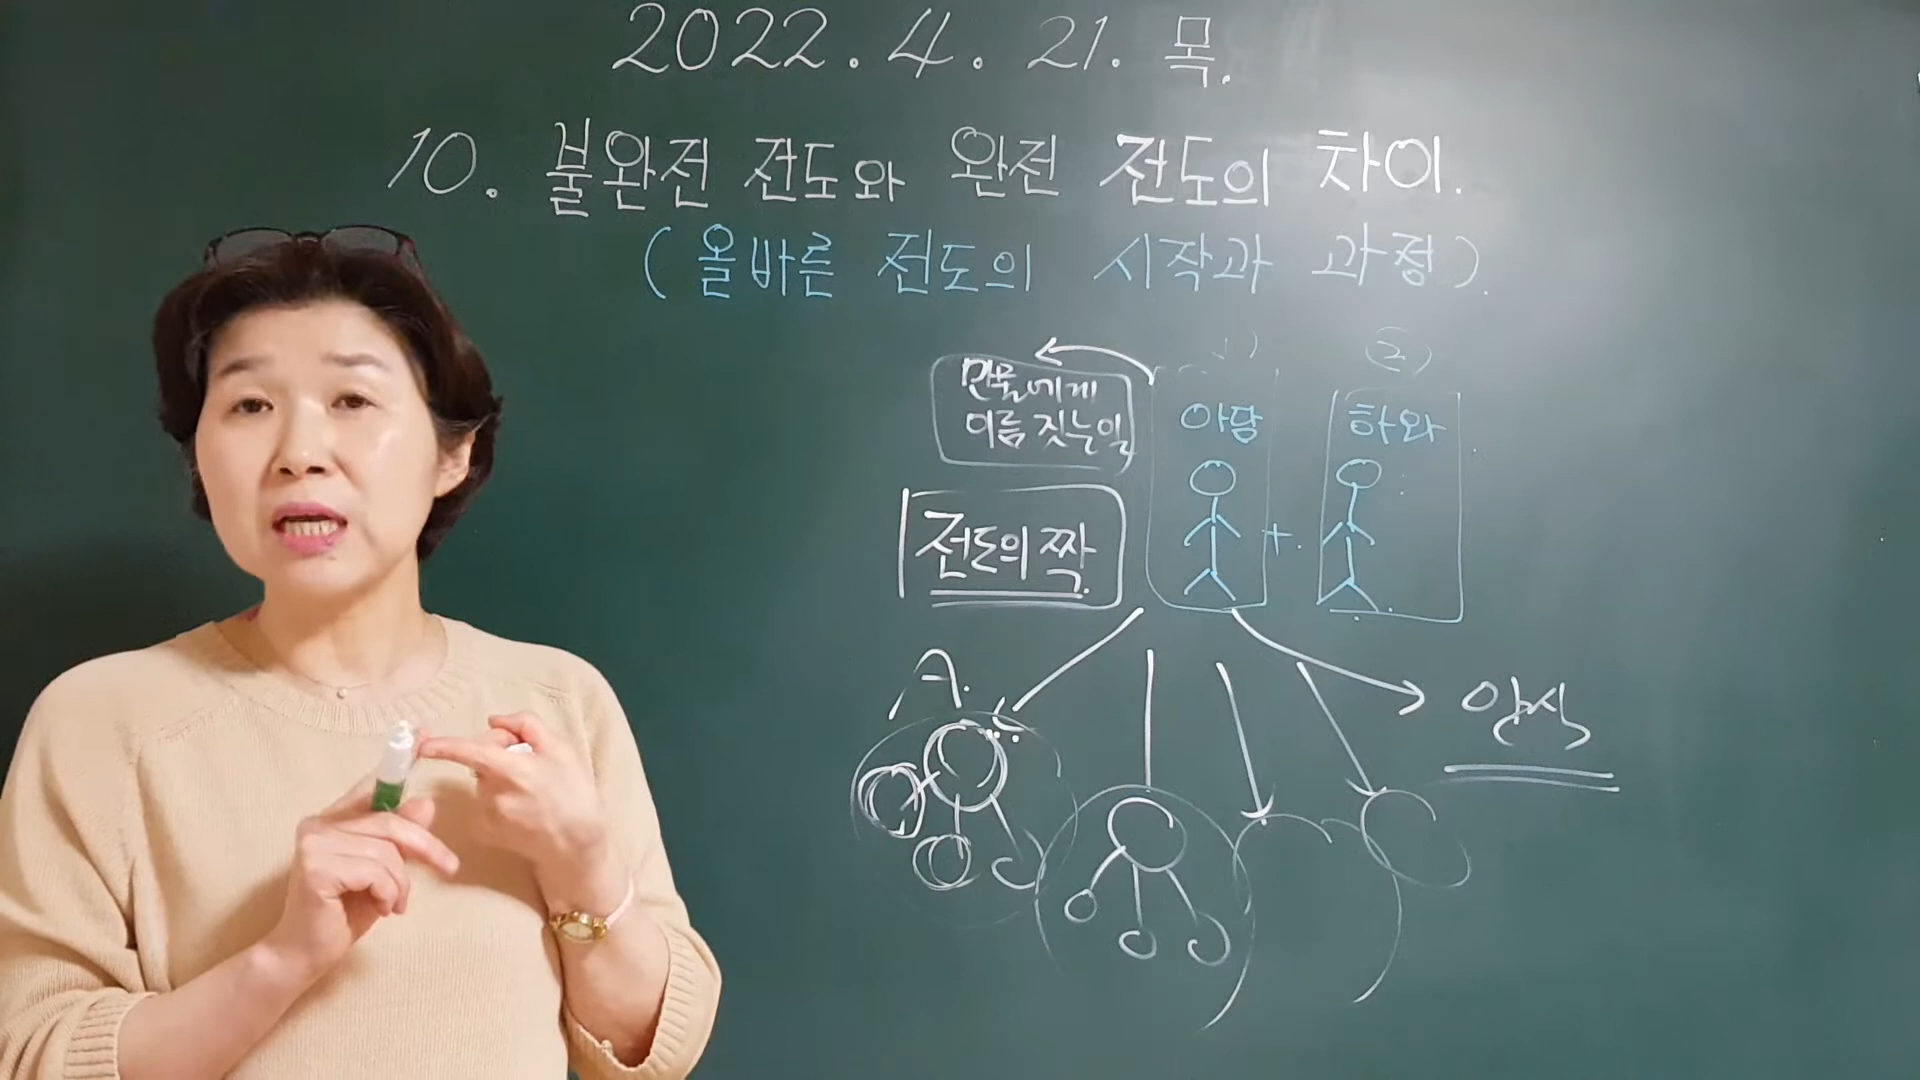 2022. 4. 21. 목.
10. 불완전 전도와 완전 전도의 차이.
(올바른 전도의 시작과 과정).
1) (2)
만물에게
이름 짓는 일
아담 + 하와
전도의 짝.
A.